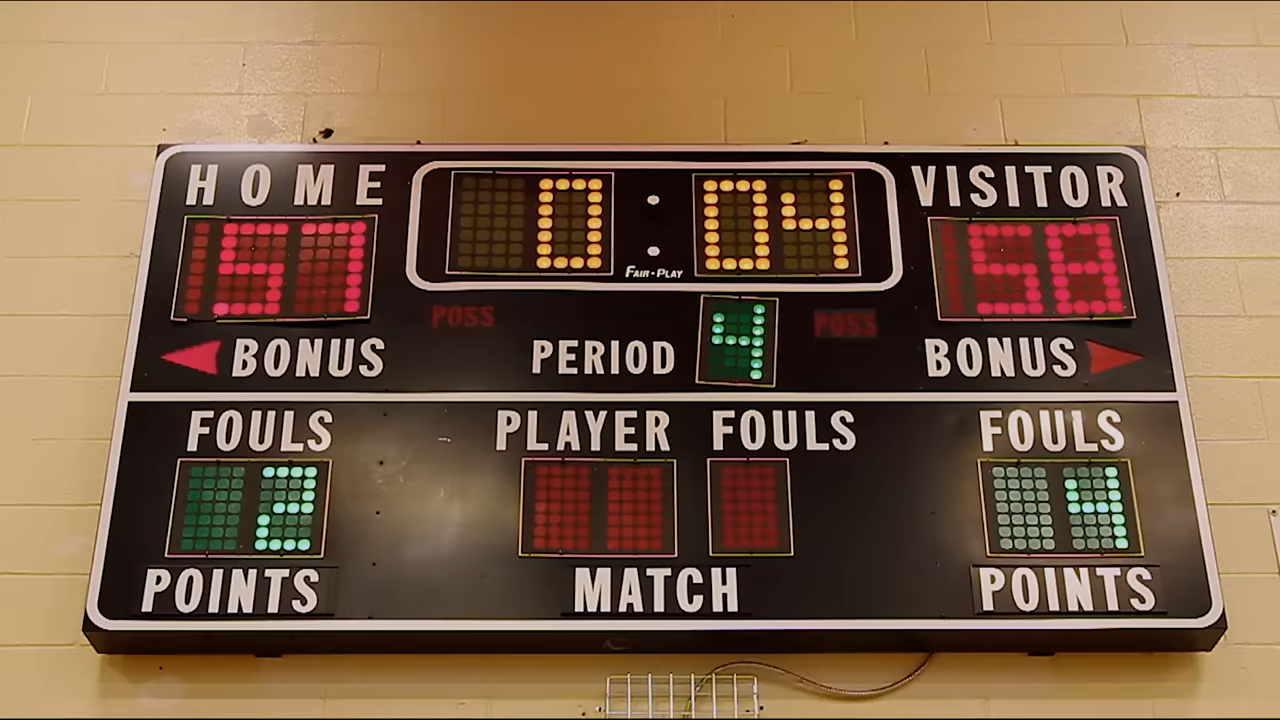 HOME
0:04
VISITOR
57
58
FAIR-PLAY
POSS
POSS
BONUS
PERIOD 4
BONUS
FOULS
PLAYER FOULS
FOULS
2
4
POINTS
MATCH
POINTS